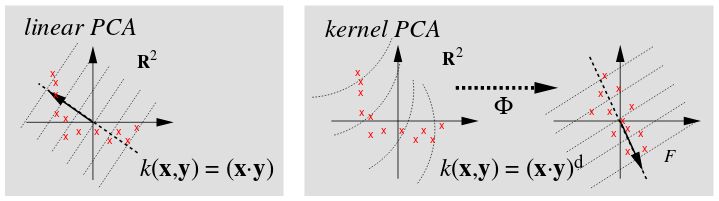 linear PCA
R²
k(x,y) = (x·y)
kernel PCA
R²
Φ
k(x,y) = (x·y)ᵈ
F